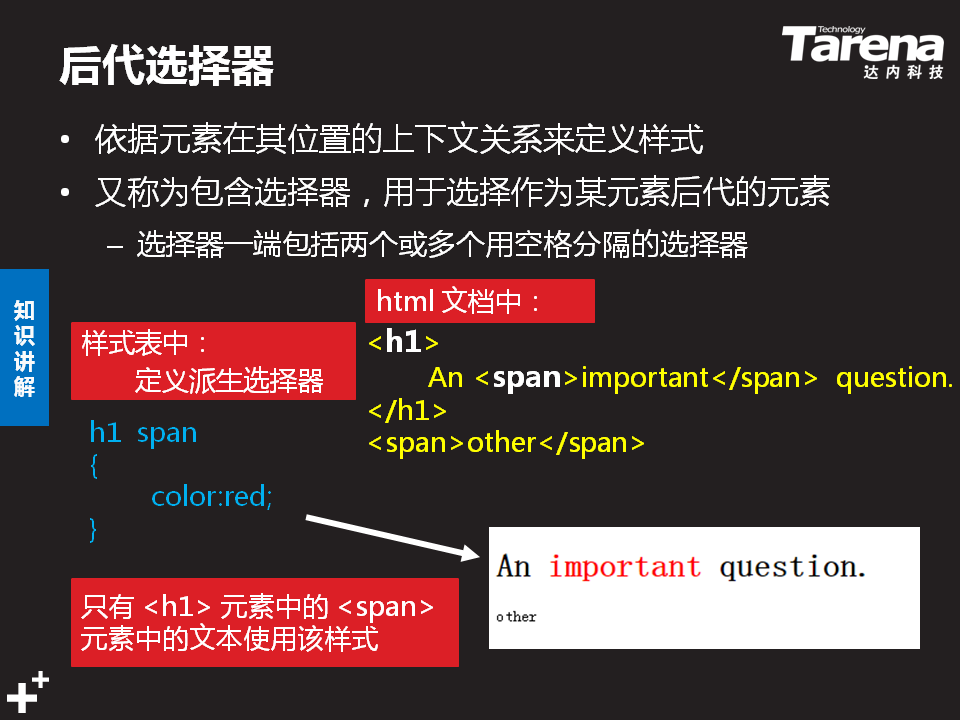 后代选择器
Technology
Tarena
达内科技
• 依据元素在其位置的上下文关系来定义样式
• 又称为包含选择器，用于选择作为某元素后代的元素
– 选择器一端包括两个或多个用空格分隔的选择器
知识讲解
样式表中：
定义派生选择器
h1 span
{
color:red;
}
html 文档中：
<h1>
An <span>important</span> question.
</h1>
<span>other</span>
An important question.
other
只有 <h1> 元素中的 <span>
元素中的文本使用该样式